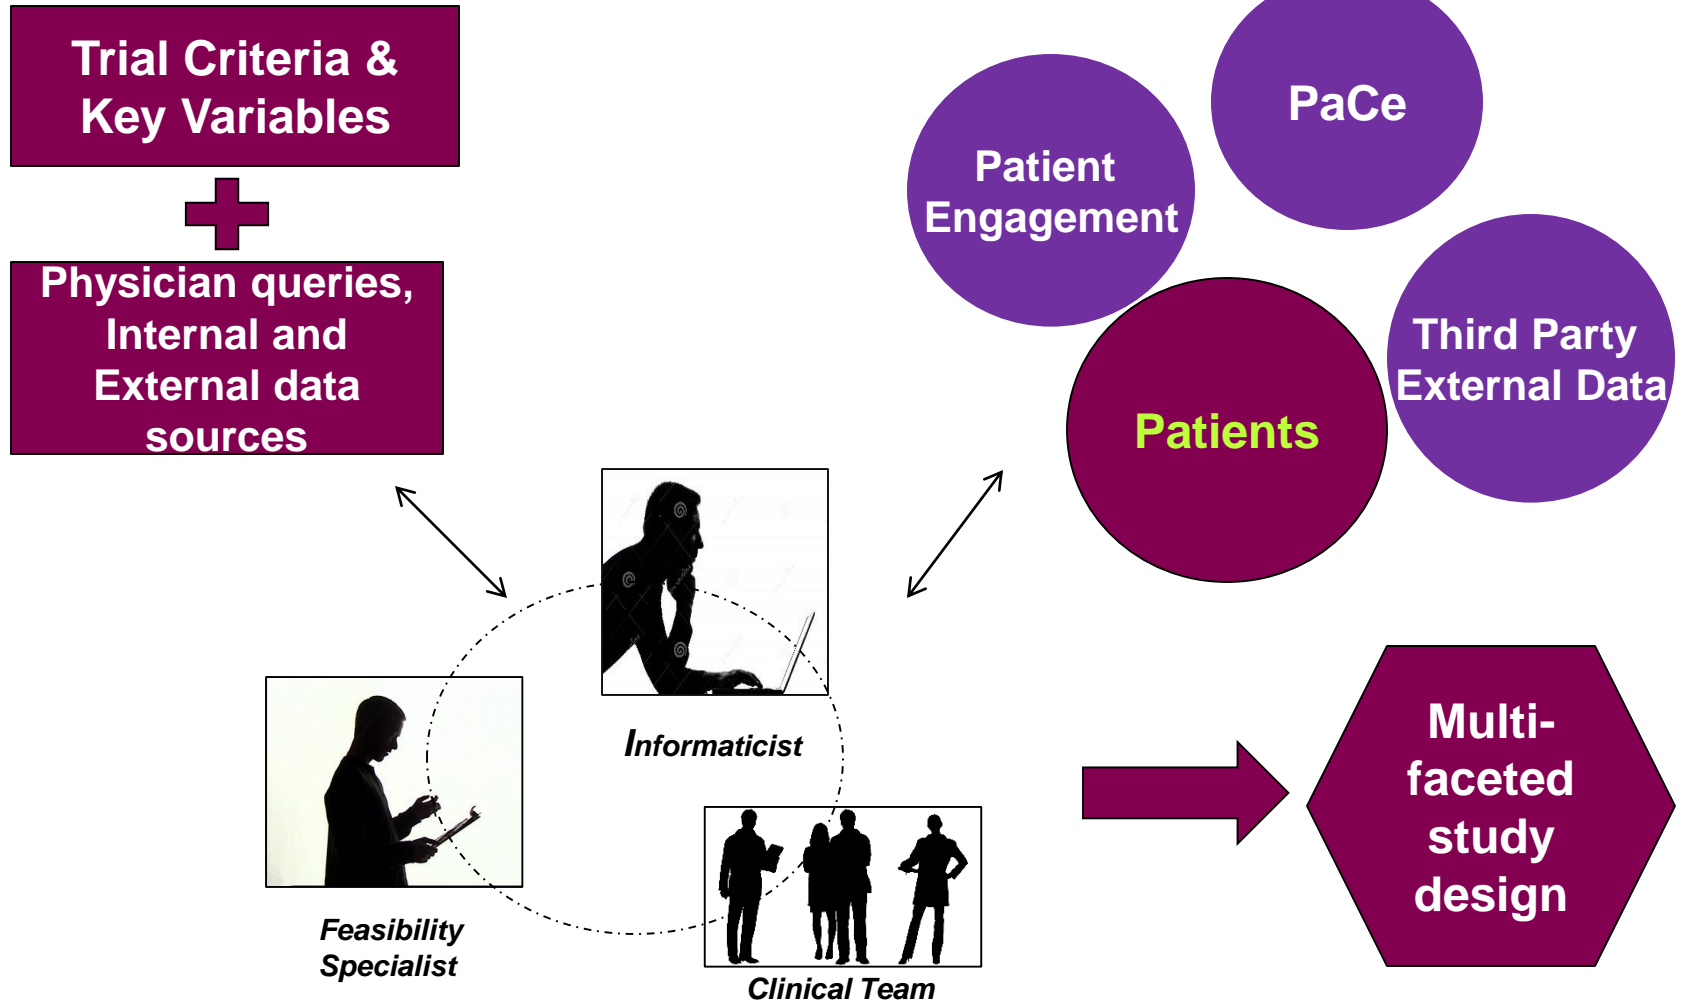 Trial Criteria &
Key Variables
Physician queries,
Internal and
External data
sources
PaCe
Patient
Engagement
Third Party
External Data
Patients
Informaticist
Feasibility
Specialist
Clinical Team
Multi-
faceted
study
design